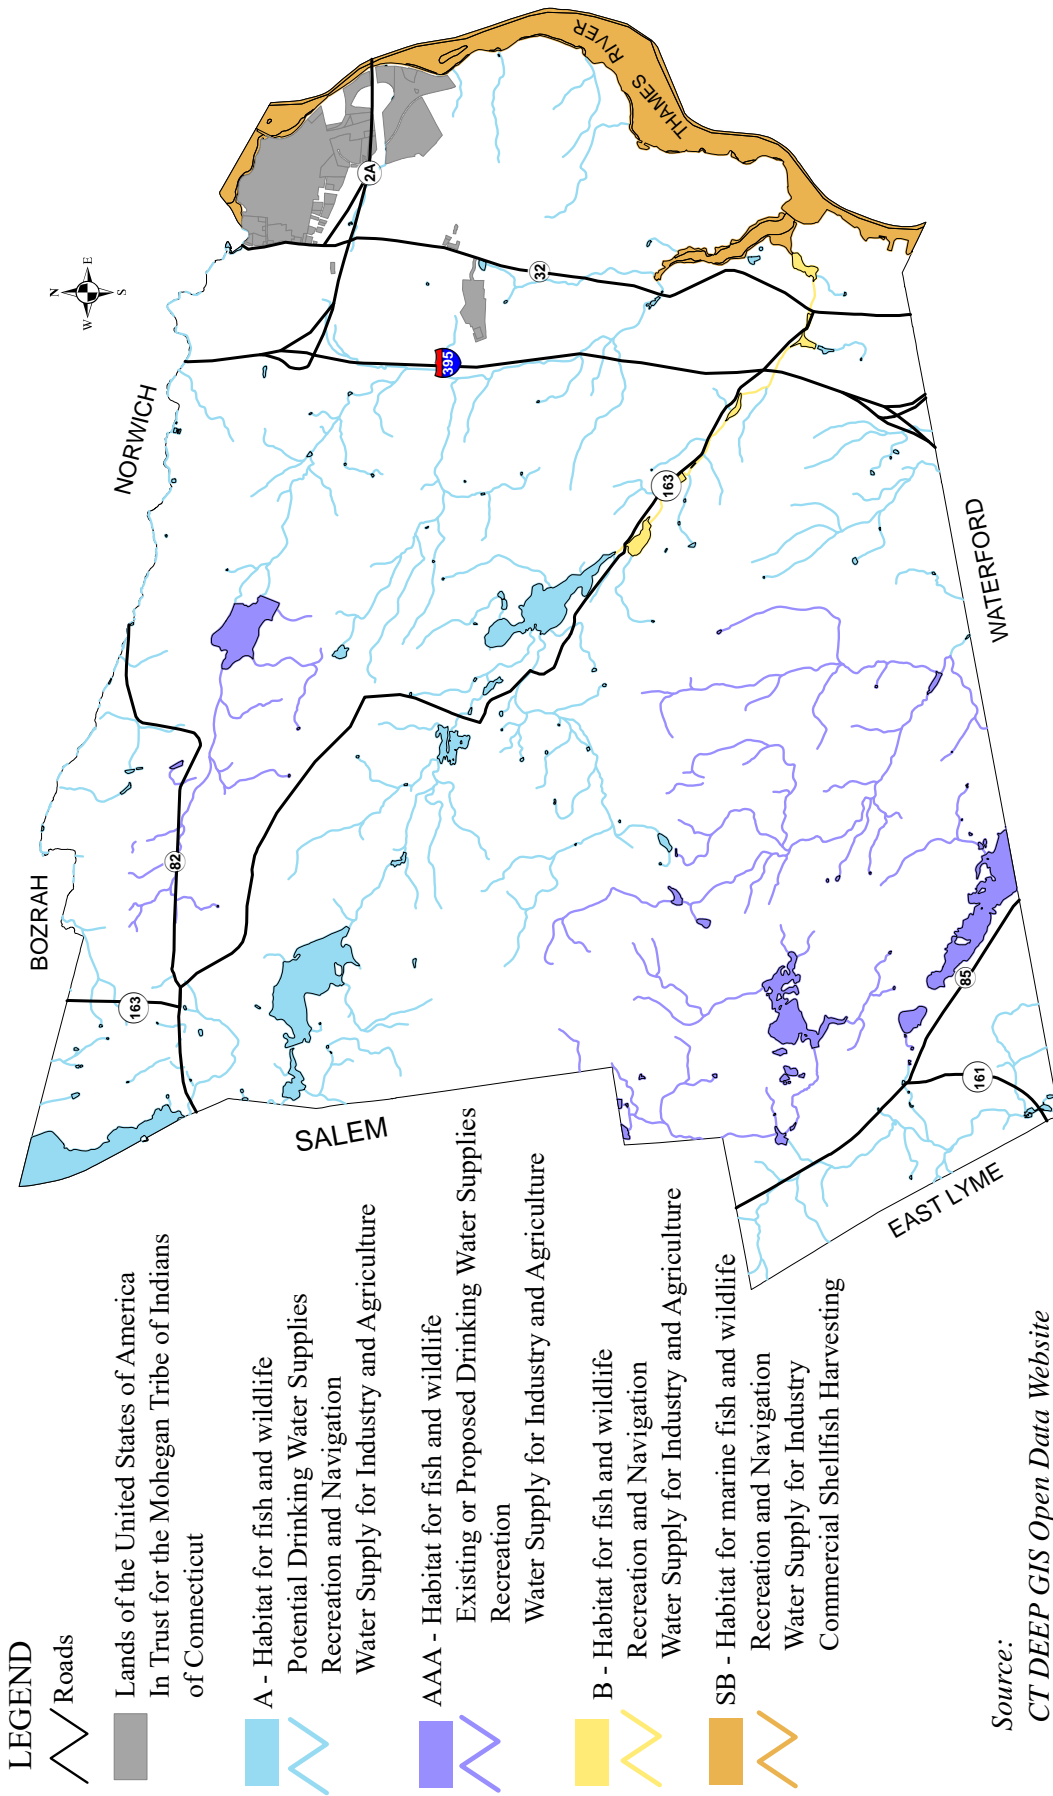 LEGEND
Roads
Lands of the United States of America
In Trust for the Mohegan Tribe of Indians
of Connecticut
A - Habitat for fish and wildlife
Potential Drinking Water Supplies
Recreation and Navigation
Water Supply for Industry and Agriculture
AAA - Habitat for fish and wildlife
Existing or Proposed Drinking Water Supplies
Recreation
Water Supply for Industry and Agriculture
B - Habitat for fish and wildlife
Recreation and Navigation
Water Supply for Industry and Agriculture
SB - Habitat for marine fish and wildlife
Recreation and Navigation
Water Supply for Industry
Commercial Shellfish Harvesting
Source:
CT DEEP GIS Open Data Website
BOZRAH
NORWICH
N
W
E
S
SALEM
EAST LYME
WATERFORD
THAMES RIVER
163
82
2A
32
395
163
85
161